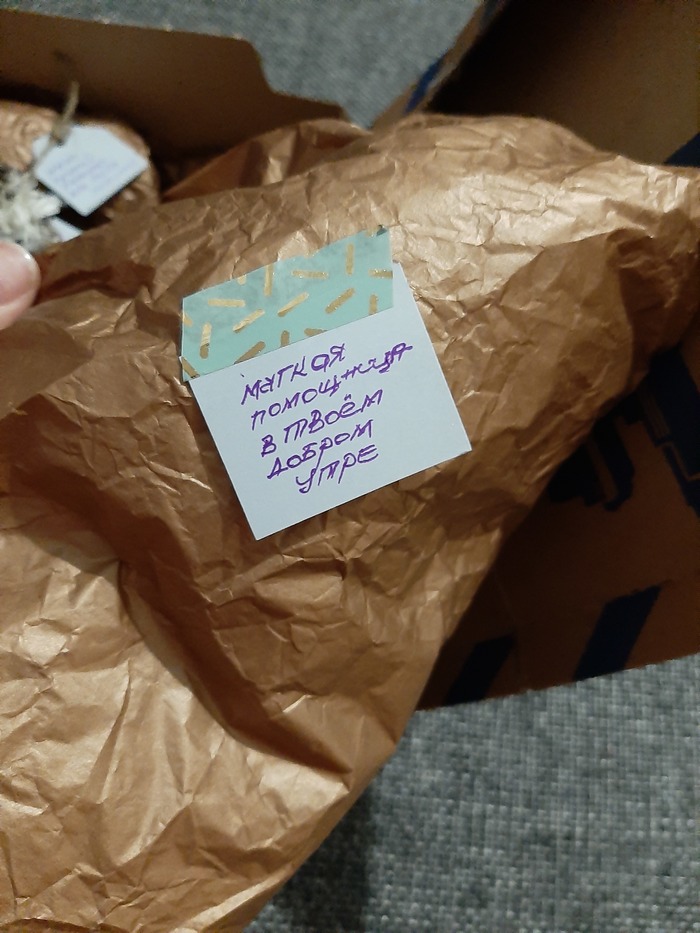 мягкая
помощница
в твоём
добром
утре